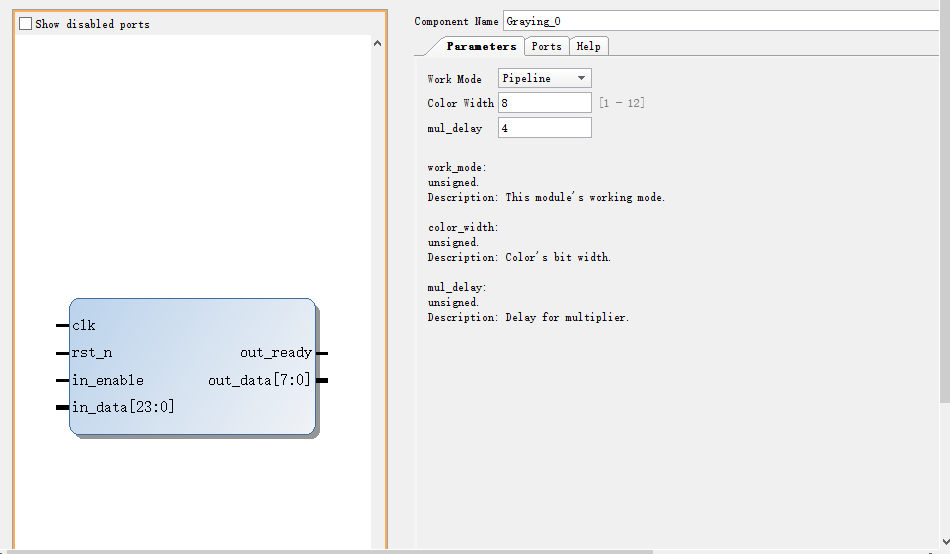 Show disabled ports
clk
rst_n
in_enable
in_data[23:0]
out_ready
out_data[7:0]
Component Name Graying_0
Parameters Ports Help
Work Mode Pipeline
Color Width 8 [1 - 12]
mul_delay 4
work_mode:
unsigned.
Description: This module's working mode.
color_width:
unsigned.
Description: Color's bit width.
mul_delay:
unsigned.
Description: Delay for multiplier.